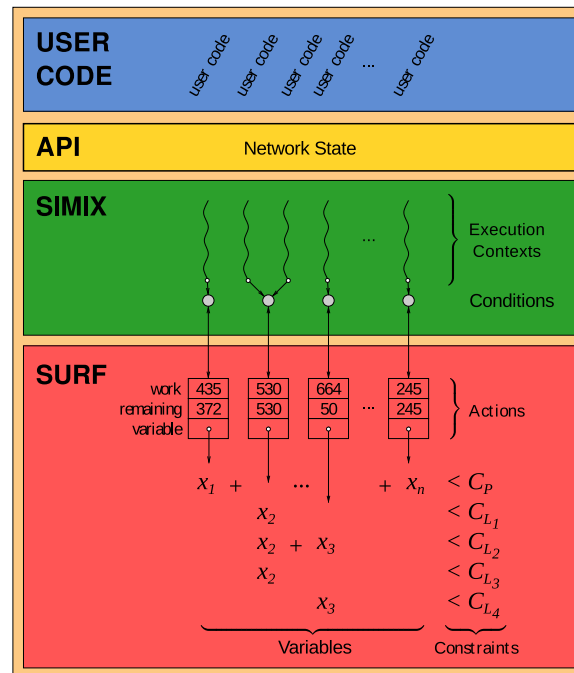 USER
CODE
user code user code user code user code ... user code
API
Network State
SIMIX
...
Execution
Contexts
Conditions
SURF
work 435 530 664 245
remaining 372 530 50 ... 245
variable
Actions
x1 + ... + xn < CP
x2 < CL1
x2 + x3 < CL2
x2 < CL3
x3 < CL4
Variables Constraints